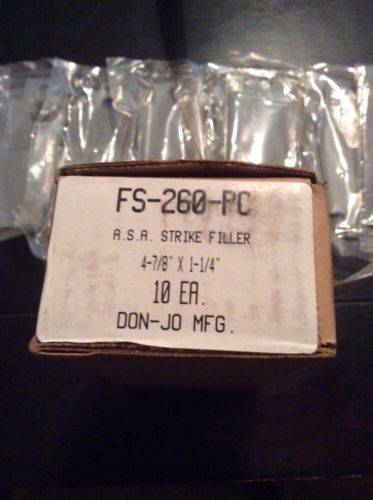 FS-260-PC
A.S.A. STRIKE FILLER
4-7/8" X 1-1/4"
10 EA.
DON-JO MFG.